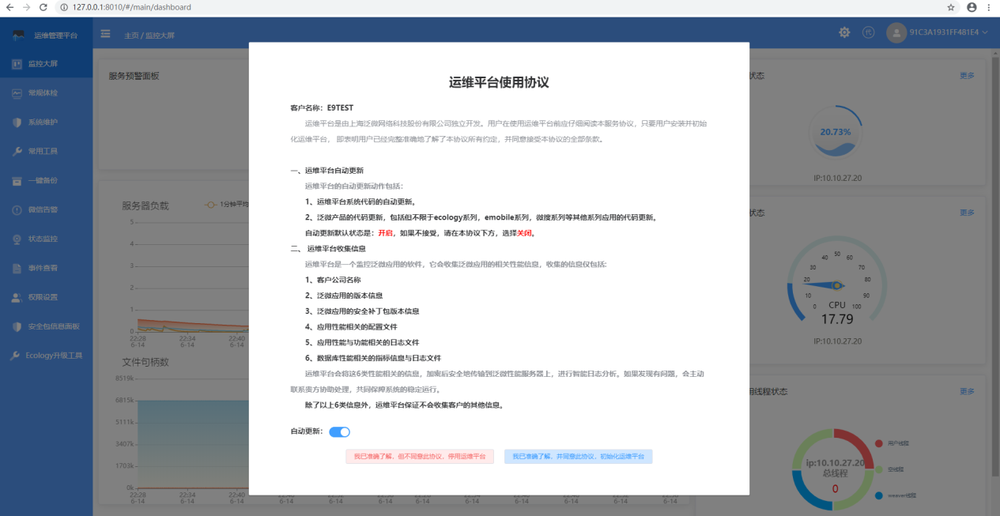 127.0.0.1:8010/#/main/dashboard
运维管理平台
主页 / 监控大屏
91C3A1931FF481E4
监控大屏
常规体检
系统维护
常用工具
一键备份
微信告警
状态监控
事件查看
权限设置
安全包信息面板
Ecology升级工具
服务预警面板
服务器负载
1分钟平均
5
4
3
2
1
0
22:28 22:34 22:40
6-14 6-14 6-14
文件句柄数
8519k
6815k
5111k
3407k
1703k
0k
22:28 22:34 22:40
6-14 6-14 6-14 6-14 6-14 6-14 6-14 6-14 6-14 6-14 6-14 6-14
运维平台使用协议
客户名称：E9TEST
运维平台是由上海泛微网络科技股份有限公司独立开发。用户在使用运维平台前应仔细阅读本服务协议，只要用户安装并初始
化运维平台， 即表明用户已经完整准确地了解了本协议所有约定，并同意接受本协议的全部条款。
一、运维平台自动更新
运维平台的自动更新动作包括：
1、运维平台系统代码的自动更新。
2、泛微产品的代码更新，包括但不限于ecology系列，emobile系列，微搜系列等其他系列应用的代码更新。
自动更新默认状态是：开启，如果不接受，请在本协议下方，选择关闭。
二、 运维平台收集信息
运维平台是一个监控泛微应用的软件，它会收集泛微应用的相关性能信息，收集的信息仅包括:
1、客户公司名称
2、泛微应用的版本信息
3、泛微应用的安全补丁包版本信息
4、应用性能相关的配置文件
5、应用性能与功能相关的日志文件
6、数据库性能相关的指标信息与日志文件
运维平台会将这6类性能相关的信息，加密后安全地传输到泛微性能服务器上，进行智能日志分析。如果发现有问题，会主动
联系贵方协助处理，共同保障系统的稳定运行。
除了以上6类信息外，运维平台保证不会收集客户的其他信息。
自动更新：
我已准确了解，但不同意此协议，停用运维平台
我已准确了解，并同意此协议，初始化运维平台
状态
更多
20.73%
IP:10.10.27.20
状态
更多
0 10 20 30 40 50 60 70 80 90 100
CPU
17.79
IP:10.10.27.20
线程状态
更多
ip:10.10.27.20
总线程
0
用户线程
空线程
weaver线程